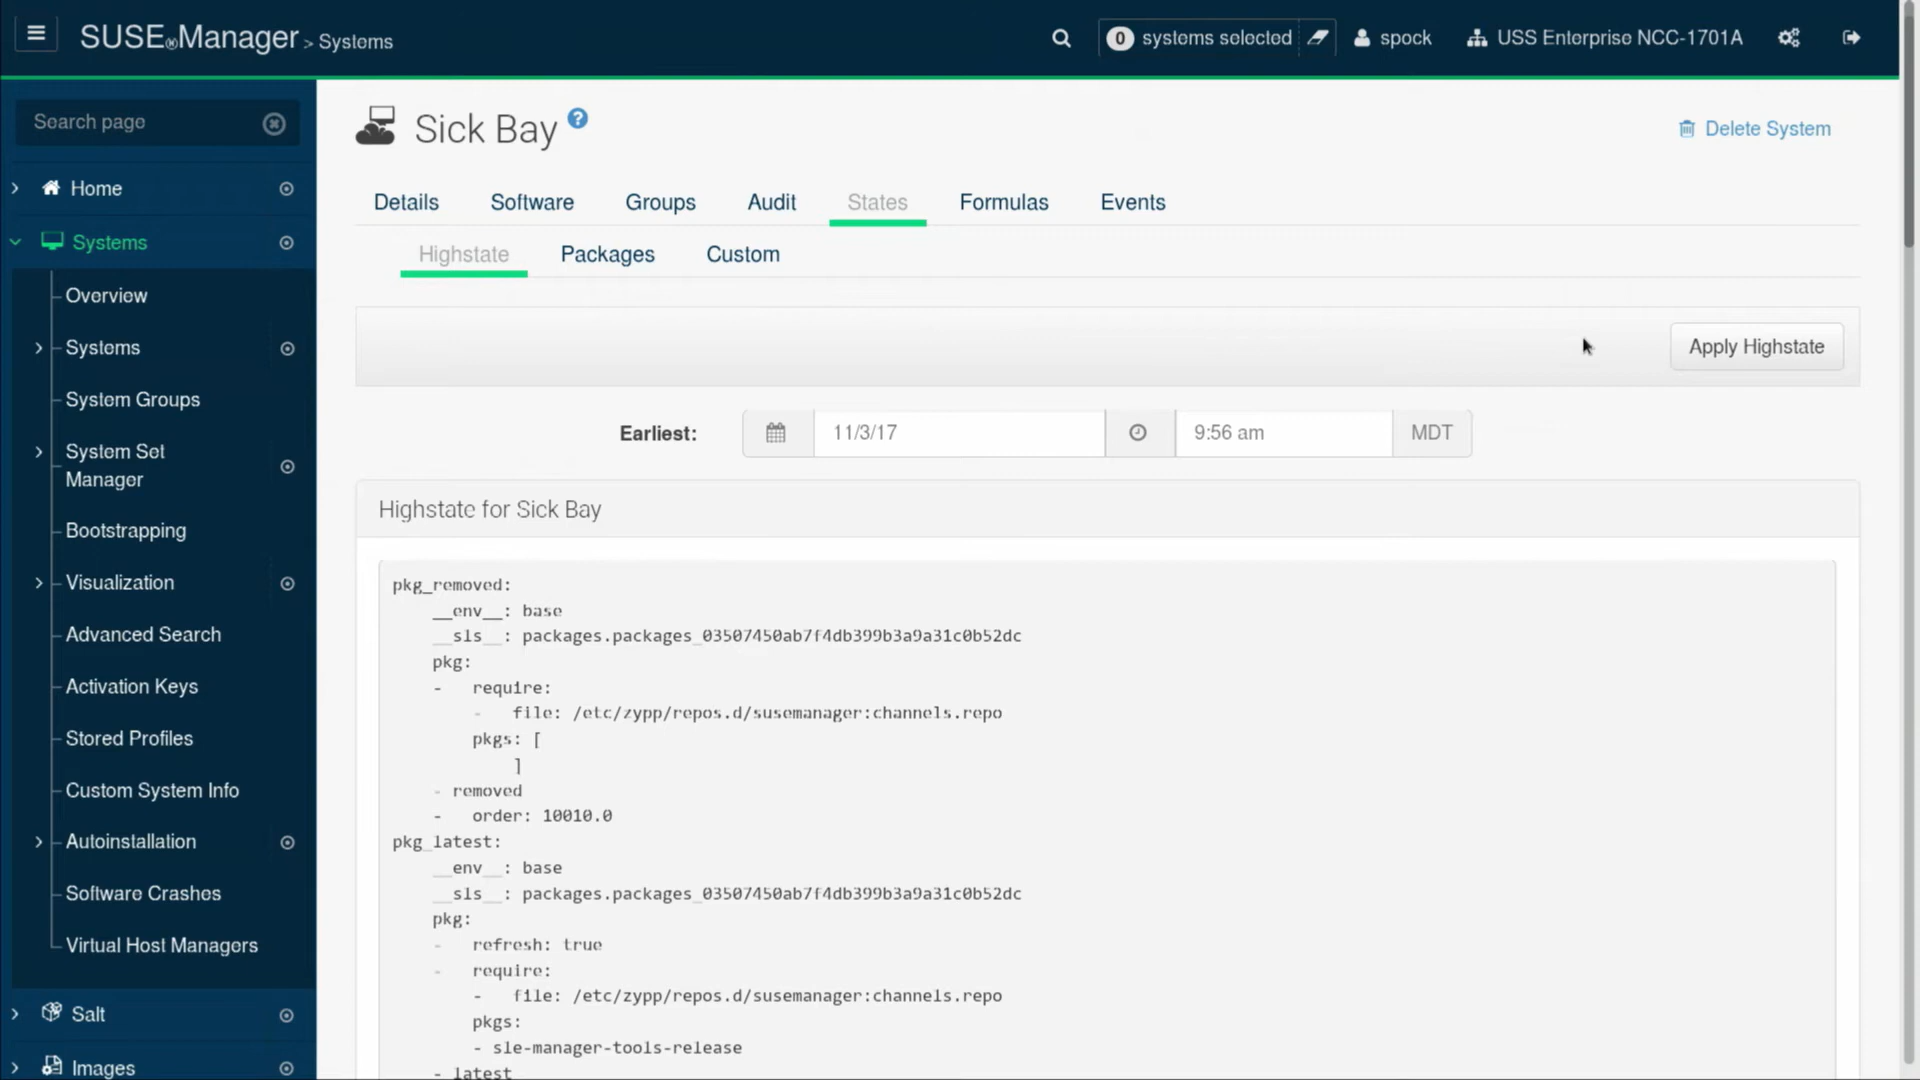 SUSE®Manager > Systems
0 systems selected
spock
USS Enterprise NCC-1701A
Search page
Home
Systems
Overview
Systems
System Groups
System Set
Manager
Bootstrapping
Visualization
Advanced Search
Activation Keys
Stored Profiles
Custom System Info
Autoinstallation
Software Crashes
Virtual Host Managers
Salt
Images
Sick Bay ?
Delete System
Details Software Groups Audit States Formulas Events
Highstate Packages Custom
Apply Highstate
Earliest: 11/3/17 9:56 am MDT
Highstate for Sick Bay
pkg_removed:
    __env__: base
    __sls__: packages.packages_03507450ab7f4db399b3a9a31c0b52dc
    pkg:
    -   require:
        -   file: /etc/zypp/repos.d/susemanager:channels.repo
        pkgs: [
            ]
    - removed
    -   order: 10010.0
pkg_latest:
    __env__: base
    __sls__: packages.packages_03507450ab7f4db399b3a9a31c0b52dc
    pkg:
    -   refresh: true
    -   require:
        -   file: /etc/zypp/repos.d/susemanager:channels.repo
        pkgs:
        - sle-manager-tools-release
    - latest